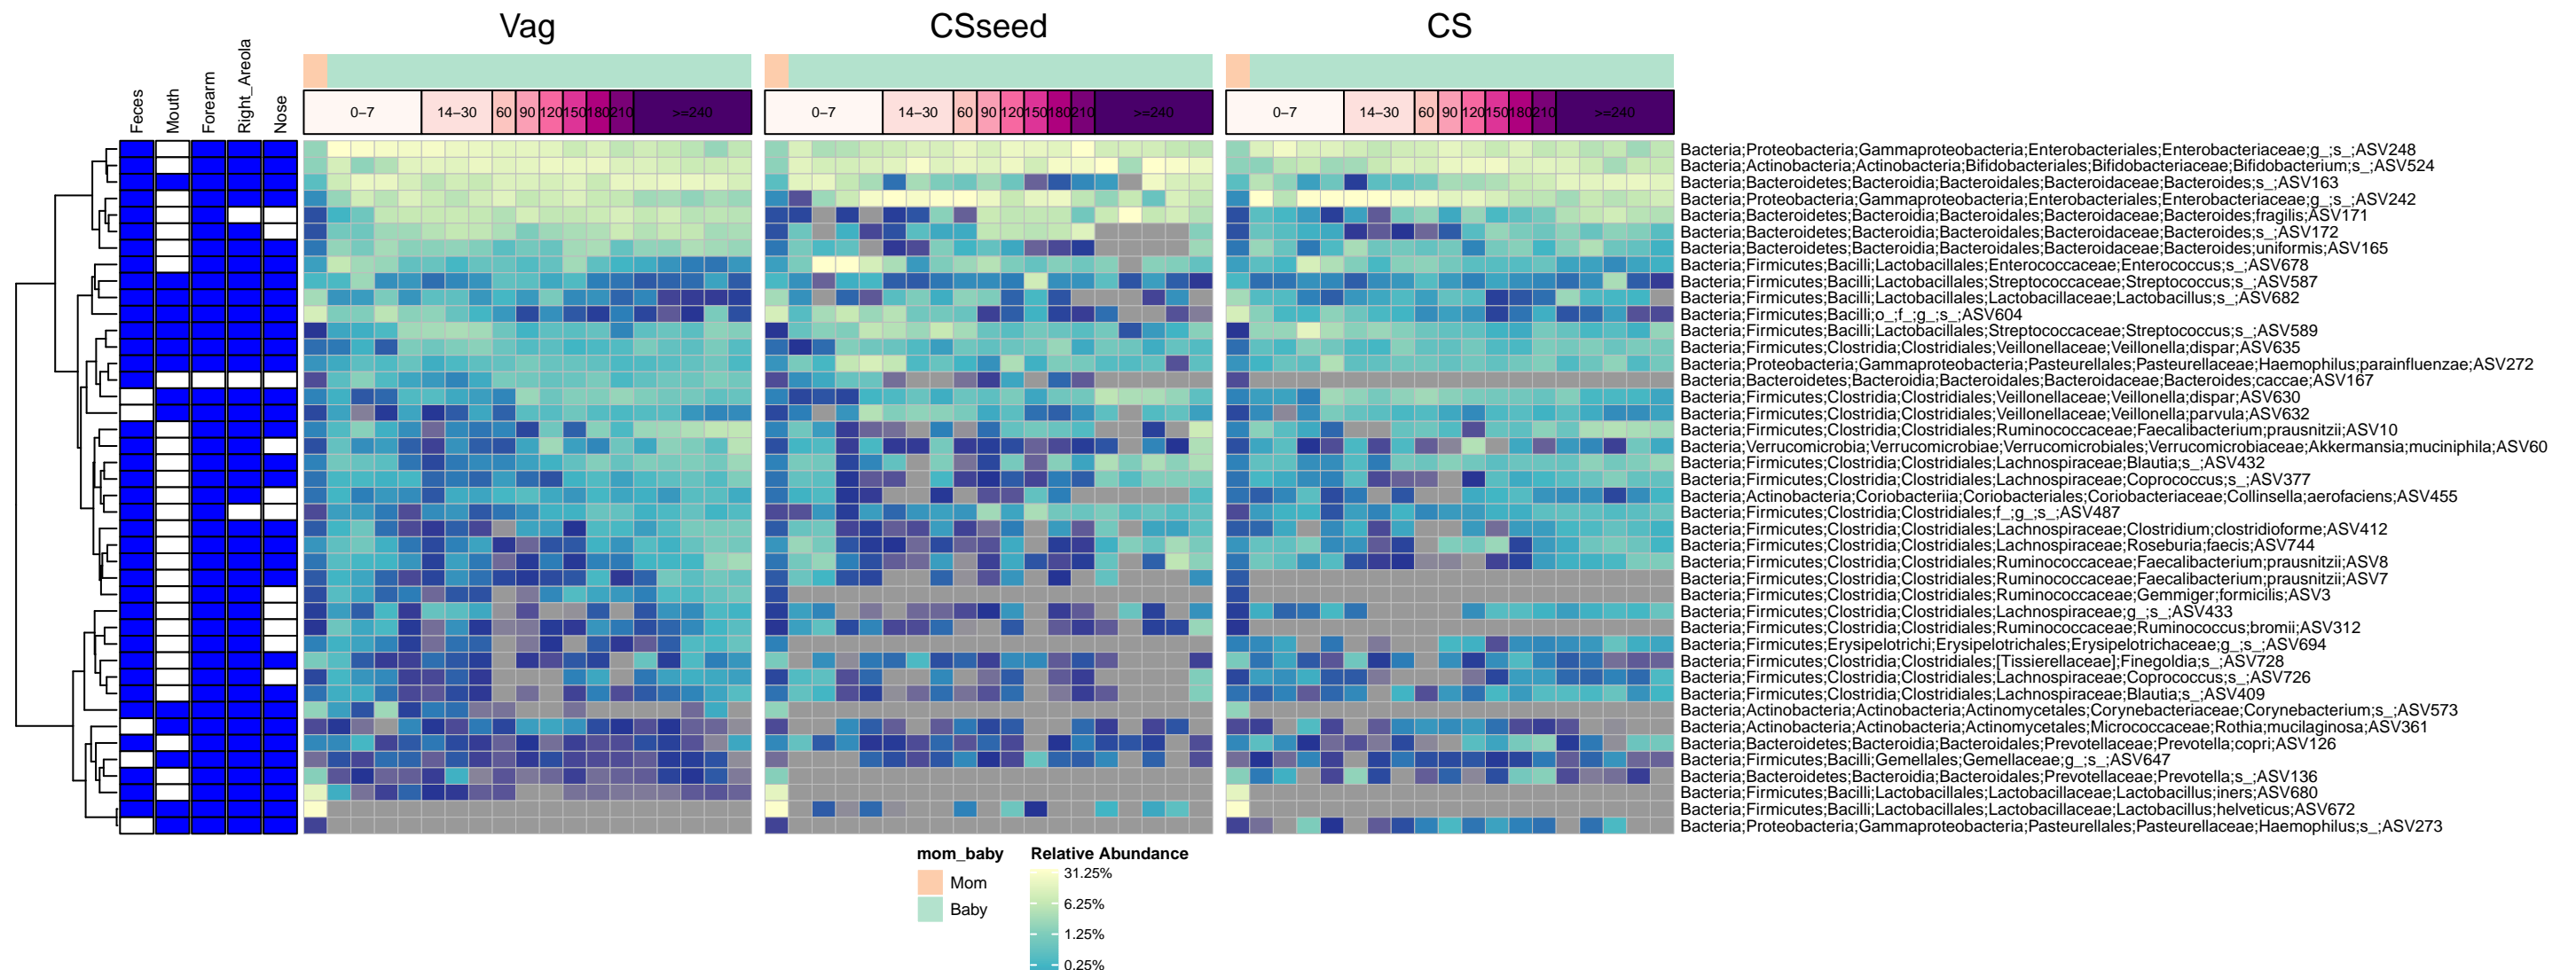 Vag CSseed CS
Feces Mouth Forearm Right_Areola Nose
0–7 14–30 60 90 120 150 180 210 >=240 0–7 14–30 60 90 120 150 180 210 >=240 0–7 14–30 60 90 120 150 180 210 >=240
Bacteria;Proteobacteria;Gammaproteobacteria;Enterobacteriales;Enterobacteriaceae;g_;s_;ASV248
Bacteria;Actinobacteria;Actinobacteria;Bifidobacteriales;Bifidobacteriaceae;Bifidobacterium;s_;ASV524
Bacteria;Bacteroidetes;Bacteroidia;Bacteroidales;Bacteroidaceae;Bacteroides;s_;ASV163
Bacteria;Proteobacteria;Gammaproteobacteria;Enterobacteriales;Enterobacteriaceae;g_;s_;ASV242
Bacteria;Bacteroidetes;Bacteroidia;Bacteroidales;Bacteroidaceae;Bacteroides;fragilis;ASV171
Bacteria;Bacteroidetes;Bacteroidia;Bacteroidales;Bacteroidaceae;Bacteroides;s_;ASV172
Bacteria;Bacteroidetes;Bacteroidia;Bacteroidales;Bacteroidaceae;Bacteroides;uniformis;ASV165
Bacteria;Firmicutes;Bacilli;Lactobacillales;Enterococcaceae;Enterococcus;s_;ASV678
Bacteria;Firmicutes;Bacilli;Lactobacillales;Streptococcaceae;Streptococcus;s_;ASV587
Bacteria;Firmicutes;Bacilli;Lactobacillales;Lactobacillaceae;Lactobacillus;s_;ASV682
Bacteria;Firmicutes;Bacilli;o_;f_;g_;s_;ASV604
Bacteria;Firmicutes;Bacilli;Lactobacillales;Streptococcaceae;Streptococcus;s_;ASV589
Bacteria;Firmicutes;Clostridia;Clostridiales;Veillonellaceae;Veillonella;dispar;ASV635
Bacteria;Proteobacteria;Gammaproteobacteria;Pasteurellales;Pasteurellaceae;Haemophilus;parainfluenzae;ASV272
Bacteria;Bacteroidetes;Bacteroidia;Bacteroidales;Bacteroidaceae;Bacteroides;caccae;ASV167
Bacteria;Firmicutes;Clostridia;Clostridiales;Veillonellaceae;Veillonella;dispar;ASV630
Bacteria;Firmicutes;Clostridia;Clostridiales;Veillonellaceae;Veillonella;parvula;ASV632
Bacteria;Firmicutes;Clostridia;Clostridiales;Ruminococcaceae;Faecalibacterium;prausnitzii;ASV10
Bacteria;Verrucomicrobia;Verrucomicrobiae;Verrucomicrobiales;Verrucomicrobiaceae;Akkermansia;muciniphila;ASV60
Bacteria;Firmicutes;Clostridia;Clostridiales;Lachnospiraceae;Blautia;s_;ASV432
Bacteria;Firmicutes;Clostridia;Clostridiales;Lachnospiraceae;Coprococcus;s_;ASV377
Bacteria;Actinobacteria;Coriobacteriia;Coriobacteriales;Coriobacteriaceae;Collinsella;aerofaciens;ASV455
Bacteria;Firmicutes;Clostridia;Clostridiales;f_;g_;s_;ASV487
Bacteria;Firmicutes;Clostridia;Clostridiales;Lachnospiraceae;Clostridium;clostridioforme;ASV412
Bacteria;Firmicutes;Clostridia;Clostridiales;Lachnospiraceae;Roseburia;faecis;ASV744
Bacteria;Firmicutes;Clostridia;Clostridiales;Ruminococcaceae;Faecalibacterium;prausnitzii;ASV8
Bacteria;Firmicutes;Clostridia;Clostridiales;Ruminococcaceae;Faecalibacterium;prausnitzii;ASV7
Bacteria;Firmicutes;Clostridia;Clostridiales;Ruminococcaceae;Gemmiger;formicilis;ASV3
Bacteria;Firmicutes;Clostridia;Clostridiales;Lachnospiraceae;g_;s_;ASV433
Bacteria;Firmicutes;Clostridia;Clostridiales;Ruminococcaceae;Ruminococcus;bromii;ASV312
Bacteria;Firmicutes;Erysipelotrichi;Erysipelotrichales;Erysipelotrichaceae;g_;s_;ASV694
Bacteria;Firmicutes;Clostridia;Clostridiales;[Tissierellaceae];Finegoldia;s_;ASV728
Bacteria;Firmicutes;Clostridia;Clostridiales;Lachnospiraceae;Coprococcus;s_;ASV726
Bacteria;Firmicutes;Clostridia;Clostridiales;Lachnospiraceae;Blautia;s_;ASV409
Bacteria;Actinobacteria;Actinobacteria;Actinomycetales;Corynebacteriaceae;Corynebacterium;s_;ASV573
Bacteria;Actinobacteria;Actinobacteria;Actinomycetales;Micrococcaceae;Rothia;mucilaginosa;ASV361
Bacteria;Bacteroidetes;Bacteroidia;Bacteroidales;Prevotellaceae;Prevotella;copri;ASV126
Bacteria;Firmicutes;Bacilli;Gemellales;Gemellaceae;g_;s_;ASV647
Bacteria;Bacteroidetes;Bacteroidia;Bacteroidales;Prevotellaceae;Prevotella;s_;ASV136
Bacteria;Firmicutes;Bacilli;Lactobacillales;Lactobacillaceae;Lactobacillus;iners;ASV680
Bacteria;Firmicutes;Bacilli;Lactobacillales;Lactobacillaceae;Lactobacillus;helveticus;ASV672
Bacteria;Proteobacteria;Gammaproteobacteria;Pasteurellales;Pasteurellaceae;Haemophilus;s_;ASV273
mom_baby
Mom
Baby
Relative Abundance
31.25%
6.25%
1.25%
0.25%